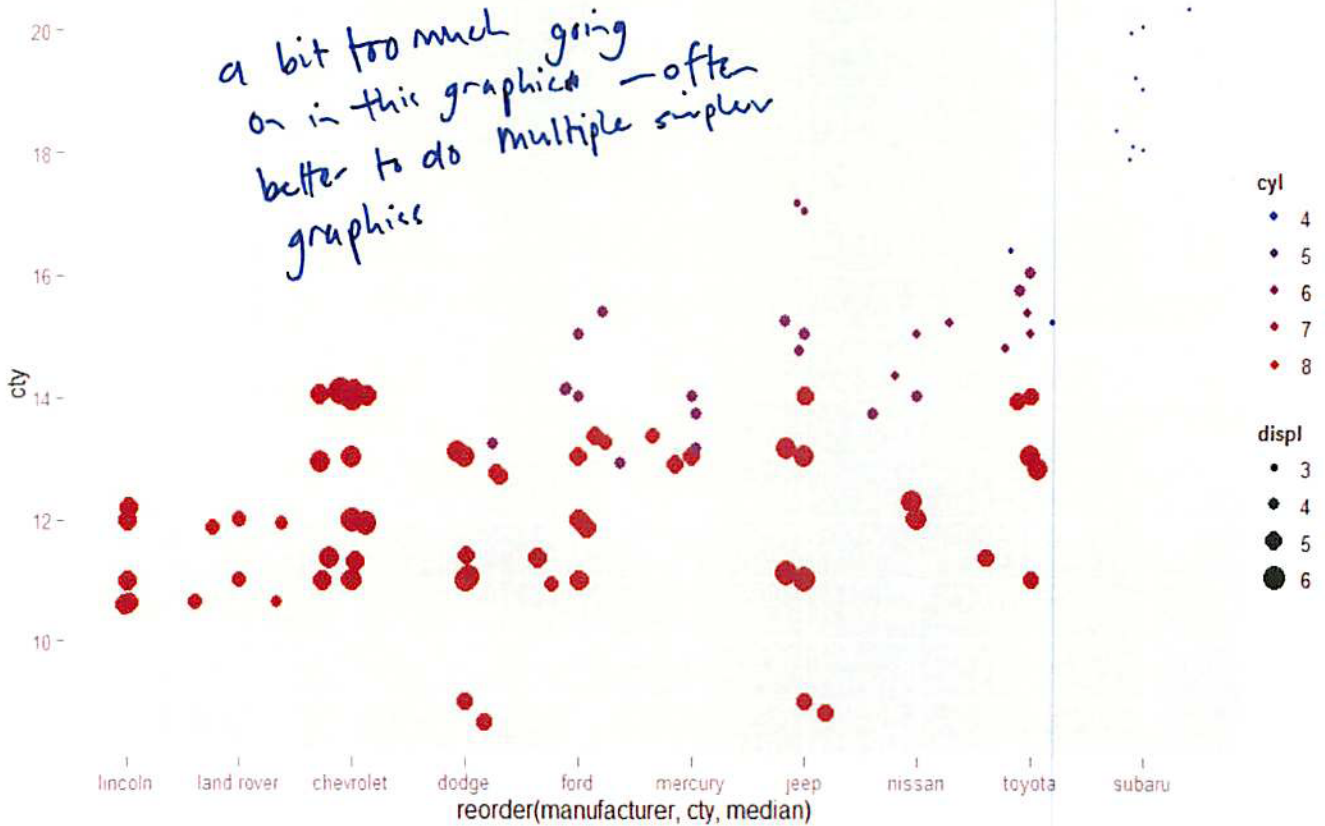 a bit too much going
on in this graphics — often
better to do multiple simpler
graphics
20
18
16
14
12
10
cty
lincoln land rover chevrolet dodge ford mercury jeep nissan toyota subaru
reorder(manufacturer, cty, median)
cyl
4
5
6
7
8
displ
3
4
5
6